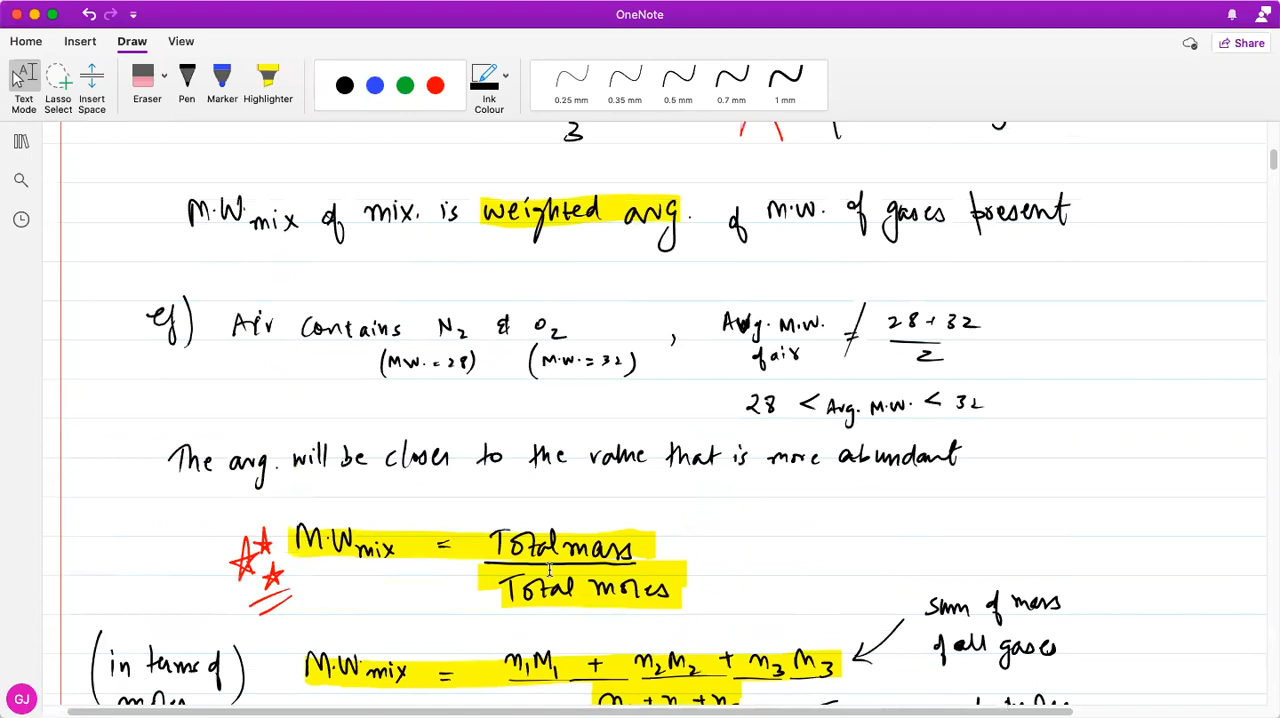 OneNote
Home Insert Draw View
Share
Text Mode
Lasso Select
Insert Space
Eraser
Pen
Marker
Highlighter
Ink Colour
0.25 mm
0.35 mm
0.5 mm
0.7 mm
1 mm
3
M.W.mix of mix. is weighted avg. of m.w. of gases present
eg) Air contains N2 & O2 , Avg. M.W. of air ≠ 28+32 / 2
(M.W. = 28) (M.W. = 32)
28 < Avg. M.W. < 32
The avg. will be closer to the value that is more abundant
M.Wmix = Total mass / Total moles
sum of mass
of all gases
(in terms of
moles
M.Wmix = n1M1 + n2M2 + n3M3
GJ